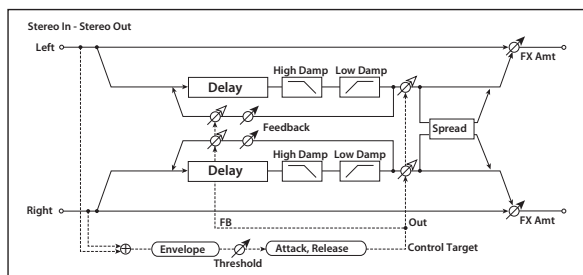 Stereo In - Stereo Out
Left
FX Amt
High Damp
Low Damp
Delay
Feedback
Spread
High Damp
Low Damp
Delay
Right
FB
Out
FX Amt
Envelope
Threshold
Attack, Release
Control Target